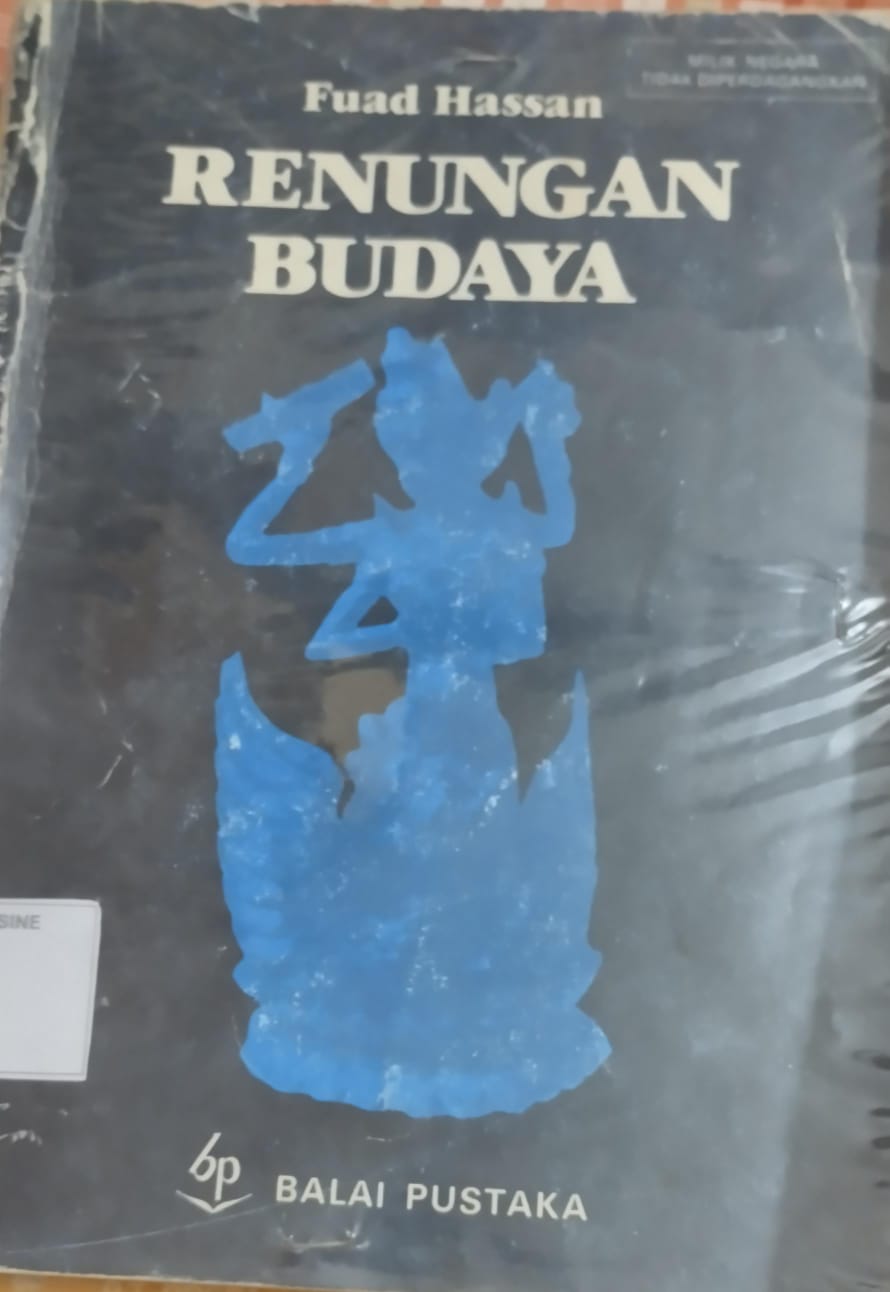 MILIK NEGARA
TIDAK DIPERDAGANGKAN
Fuad Hassan
RENUNGAN
BUDAYA
SINE
bp BALAI PUSTAKA